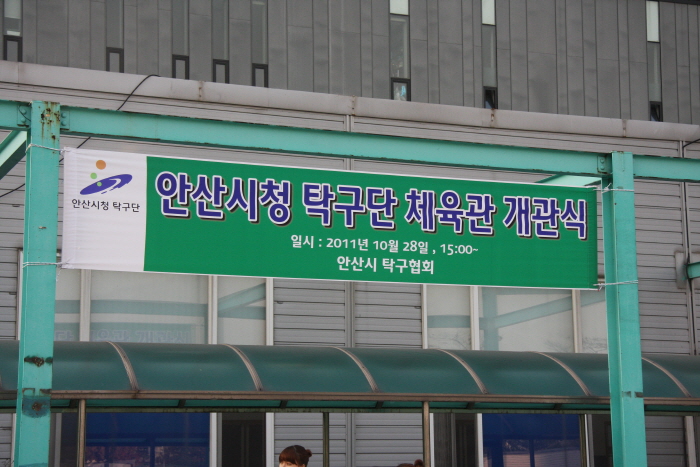 안산시청 탁구단
안산시청 탁구단 체육관 개관식
일시 : 2011년 10월 28일 , 15:00~
안산시 탁구협회